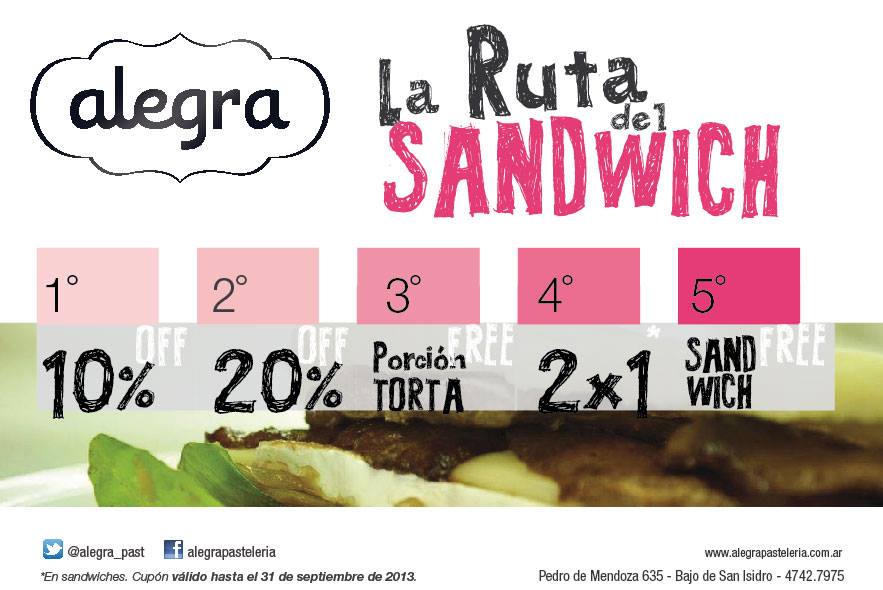 alegra
La Ruta
del
SANDWICH
1° 2° 3° 4° 5°
10% OFF
20% OFF
Porción FREE
TORTA
2x1*
SAND FREE
WICH
@alegra_past alegrapasteleria
www.alegrapasteleria.com.ar
*En sandwiches. Cupón válido hasta el 31 de septiembre de 2013.
Pedro de Mendoza 635 - Bajo de San Isidro - 4742.7975